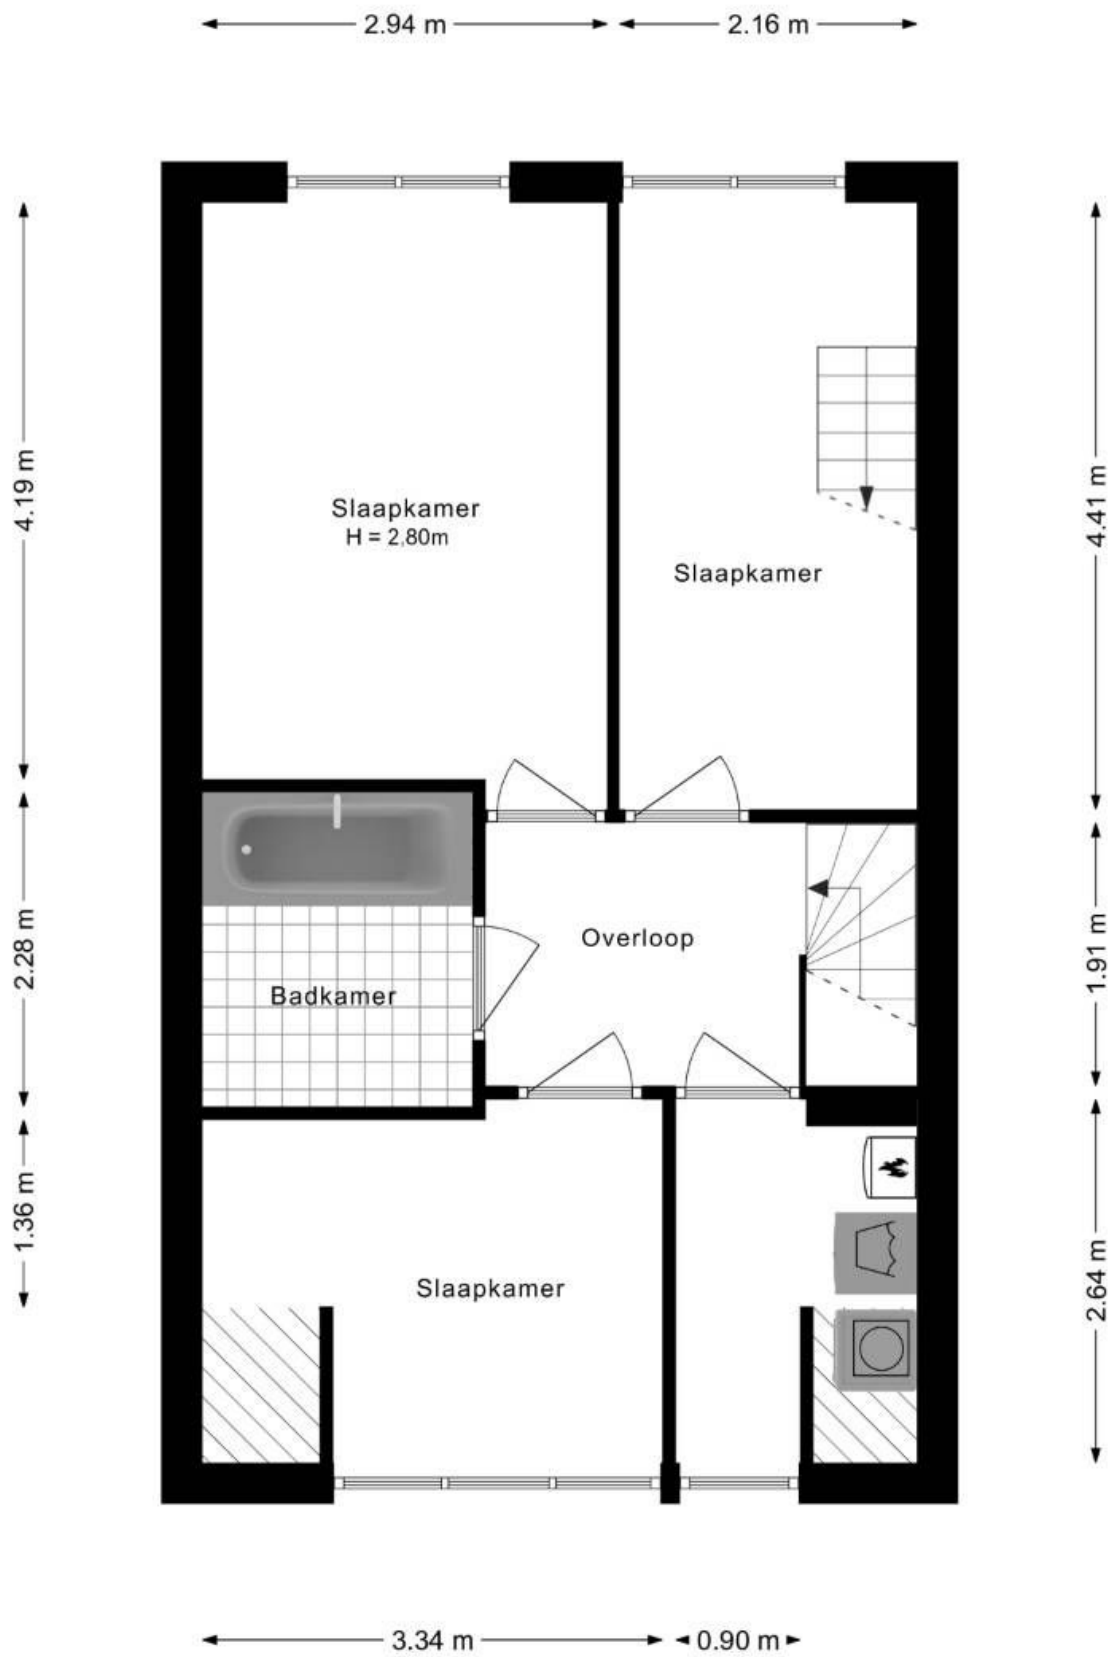 2.94 m
2.16 m
4.19 m
4.41 m
Slaapkamer
H = 2,80m
Slaapkamer
2.28 m
1.91 m
Overloop
Badkamer
1.36 m
2.64 m
Slaapkamer
3.34 m
0.90 m